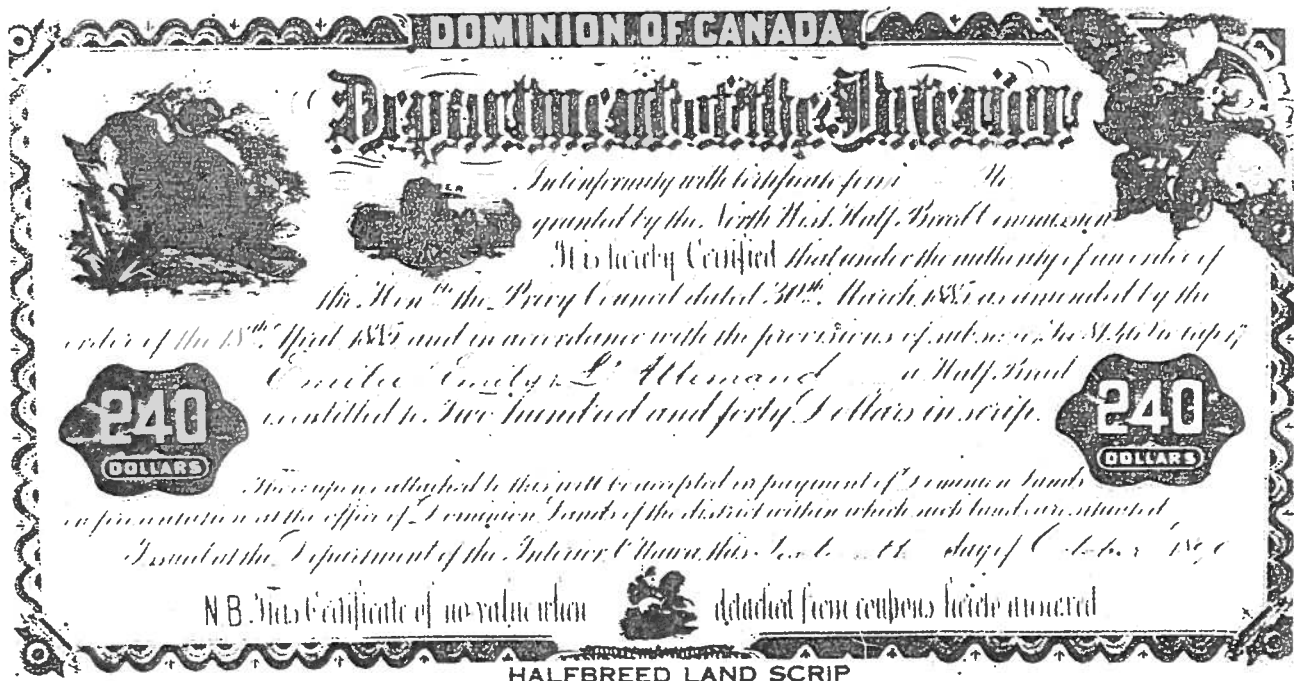 DOMINION OF CANADA
Department of the Interior
In conformity with Certificate form
granted by the North West Half Breed Commission
It is hereby Certified that under the authority of an order of
the Honble the Privy Council dated 30th March 1885 as amended by the
order of the 18th April 1885 and in accordance with the provisions of
Emilie Emily L'Allemand a Half Breed
is entitled to Two hundred and forty Dollars in scrip.
240
DOLLARS
240
DOLLARS
The coupons attached to this will be accepted in payment of Dominion Lands
on presentation at the office of Dominion Lands of the district within which such lands are situated
Issued at the Department of the Interior Ottawa, this day of October
N.B. This Certificate of no value when detached from coupons hereto annexed
HALFBREED LAND SCRIP